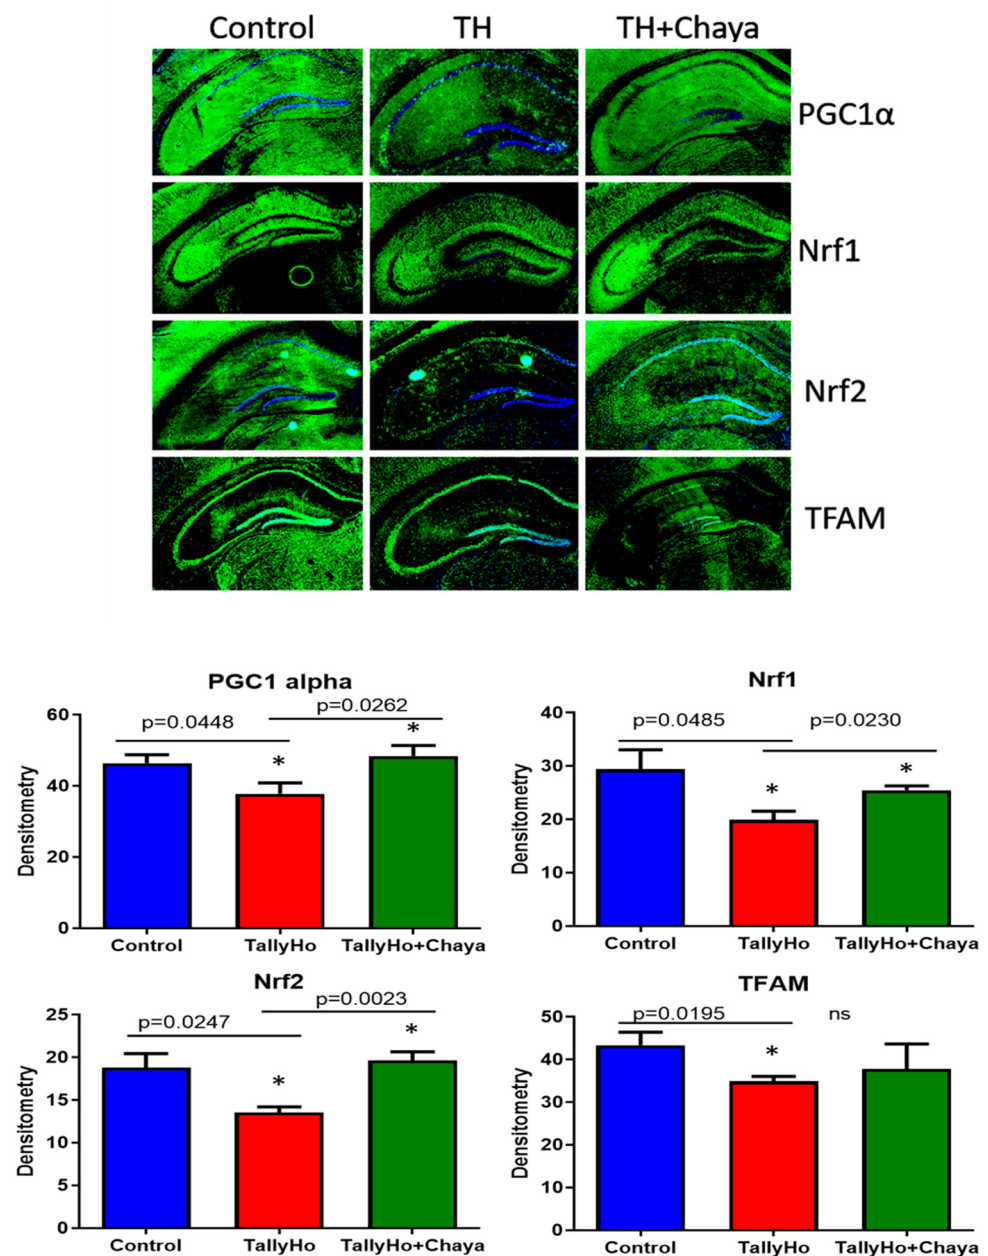 Control TH TH+Chaya
PGC1α
Nrf1
Nrf2
TFAM
PGC1 alpha
p=0.0448
p=0.0262
*
*
Densitometry
60
40
20
0
Control TallyHo TallyHo+Chaya
Nrf1
p=0.0485
p=0.0230
*
*
Densitometry
40
30
20
10
0
Control TallyHo TallyHo+Chaya
Nrf2
p=0.0247
p=0.0023
*
*
Densitometry
25
20
15
10
5
0
Control TallyHo TallyHo+Chaya
TFAM
p=0.0195
ns
*
Densitometry
50
40
30
20
10
0
Control TallyHo TallyHo+Chaya